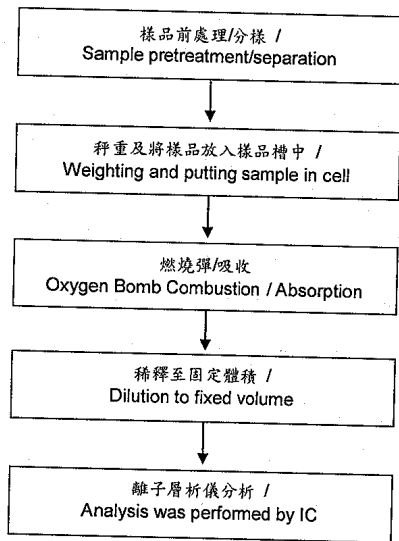 樣品前處理/分樣 /
Sample pretreatment/separation
秤重及將樣品放入樣品槽中 /
Weighting and putting sample in cell
燃燒彈/吸收
Oxygen Bomb Combustion / Absorption
稀釋至固定體積 /
Dilution to fixed volume
離子層析儀分析 /
Analysis was performed by IC